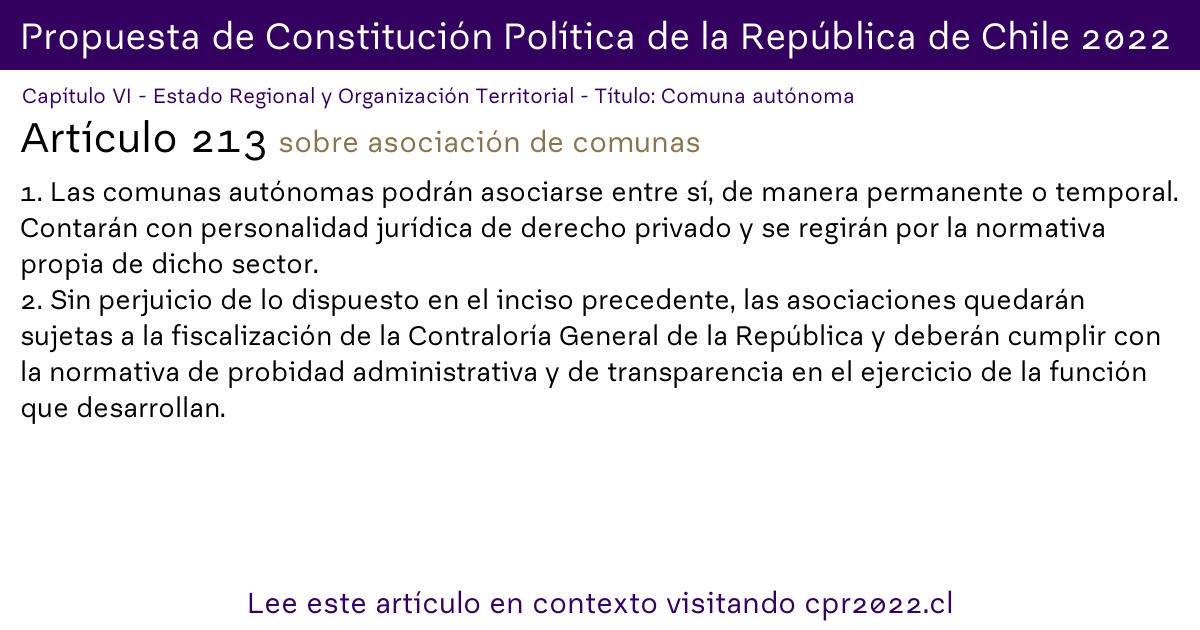 Propuesta de Constitución Política de la República de Chile 2022
Capítulo VI - Estado Regional y Organización Territorial - Título: Comuna autónoma
Artículo 213 sobre asociación de comunas
1. Las comunas autónomas podrán asociarse entre sí, de manera permanente o temporal.
Contarán con personalidad jurídica de derecho privado y se regirán por la normativa
propia de dicho sector.
2. Sin perjuicio de lo dispuesto en el inciso precedente, las asociaciones quedarán
sujetas a la fiscalización de la Contraloría General de la República y deberán cumplir con
la normativa de probidad administrativa y de transparencia en el ejercicio de la función
que desarrollan.
Lee este artículo en contexto visitando cpr2022.cl